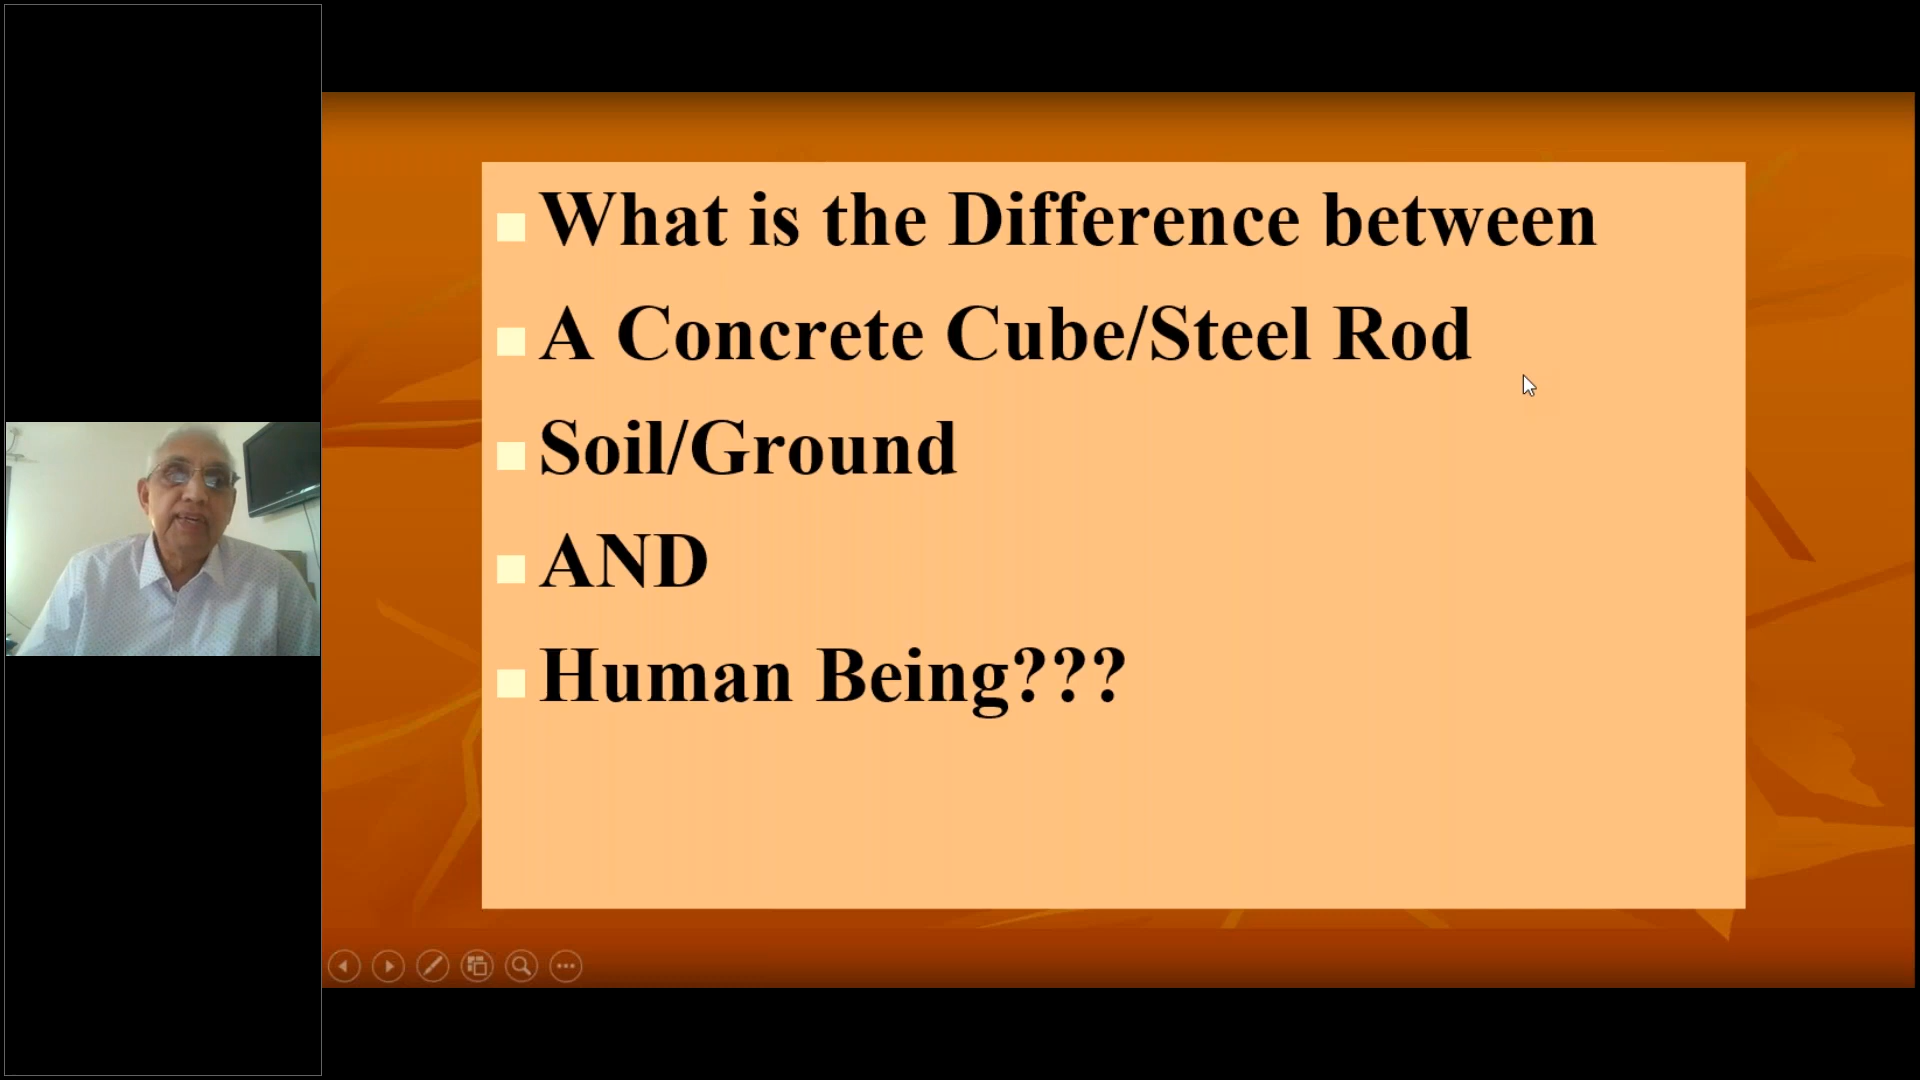 What is the Difference between
A Concrete Cube/Steel Rod
Soil/Ground
AND
Human Being???